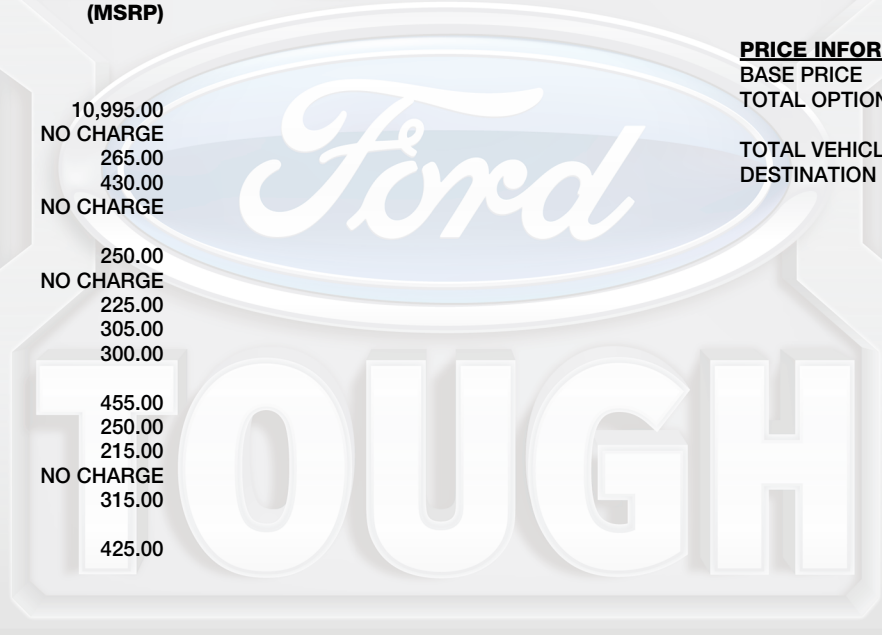 (MSRP)
10,995.00
NO CHARGE
265.00
430.00
NO CHARGE
250.00
NO CHARGE
225.00
305.00
300.00
455.00
250.00
215.00
NO CHARGE
315.00
425.00
PRICE INFOR
BASE PRICE
TOTAL OPTION
TOTAL VEHICL
DESTINATION
Ford
TOUGH